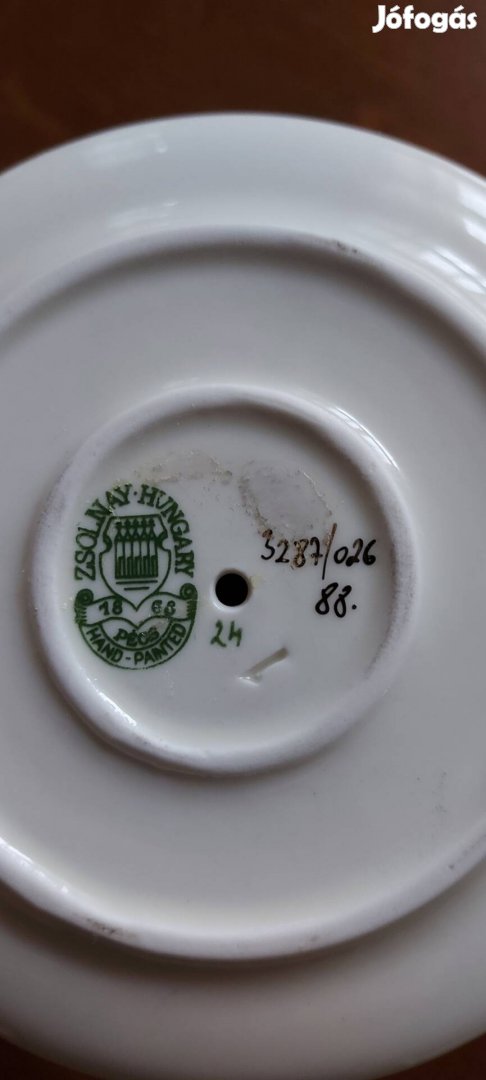 Jófogás
ZSOLNAY · HUNGARY
18 68
PÉCS
HAND - PAINTED
24
3287/026
88.